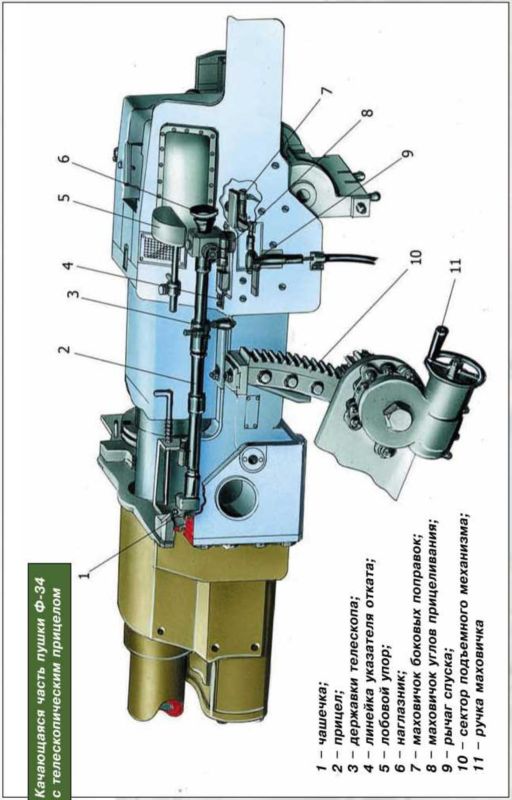 Качающаяся часть пушки Ф-34
с телескопическим прицелом
1
2
3
4
5
6
7
8
9
10
11
1 – чашечка;
2 – прицел;
3 – державки телескопа;
4 – линейка указателя отката;
5 – лобовой упор;
6 – наглазник;
7 – маховичок боковых поправок;
8 – маховичок углов прицеливания;
9 – рычаг спуска;
10 – сектор подъемного механизма;
11 – ручка маховичка